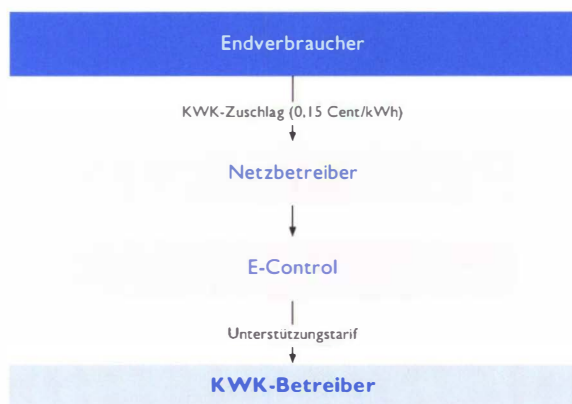 Endverbraucher
KWK-Zuschlag (0,15 Cent/kWh)
Netzbetreiber
E-Control
Unterstützungstarif
KWK-Betreiber